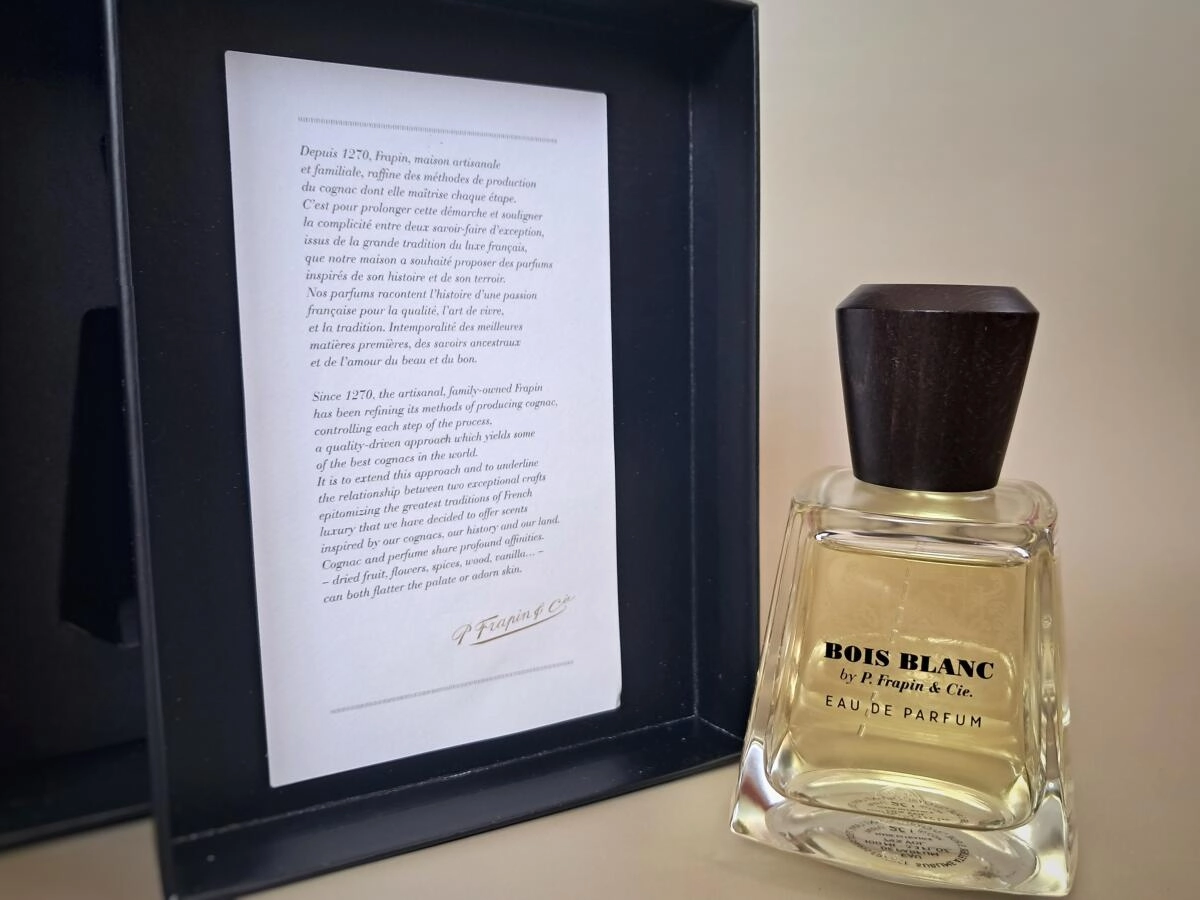 Depuis 1270, Frapin, maison artisanale
et familiale, raffine des méthodes de production
du cognac dont elle maîtrise chaque étape.
C'est pour prolonger cette démarche et souligner
la complicité entre deux savoir-faire d'exception,
issus de la grande tradition du luxe français,
que notre maison a souhaité proposer des parfums
inspirés de son histoire et de son terroir.
Nos parfums racontent l'histoire d'une passion
française pour la qualité, l'art de vivre,
et la tradition. Intemporalité des meilleures
matières premières, des savoirs ancestraux
et de l'amour du beau et du bon.
Since 1270, the artisanal, family-owned Frapin
has been refining its methods of producing cognac,
controlling each step of the process,
a quality-driven approach which yields some
of the best cognacs in the world.
It is to extend this approach and to underline
the relationship between two exceptional crafts
epitomizing the greatest traditions of French
luxury that we have decided to offer scents
inspired by our cognacs, our history and our land.
Cognac and perfume share profound affinities.
– dried fruit, flowers, spices, wood, vanilla... –
can both flatter the palate or adorn skin.
P Frapin & Cie
BOIS BLANC
by P. Frapin & Cie.
EAU DE PARFUM